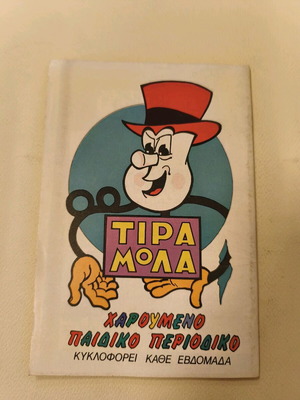 ΤΙΡΑ
ΜΟΛΑ
ΧΑΡΟΥΜΕΝΟ
ΠΑΙΔΙΚΟ ΠΕΡΙΟΔΙΚΟ
ΚΥΚΛΟΦΟΡΕΙ ΚΑΘΕ ΕΒΔΟΜΑΔΑ